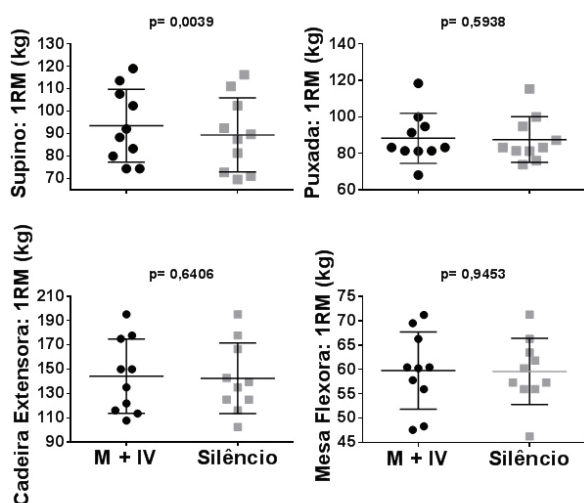 p= 0,0039
Supino: 1RM (kg)
130
120
110
100
90
80
70
p= 0,5938
Puxada: 1RM (kg)
140
120
100
80
60
p= 0,6406
Cadeira Extensora: 1RM (kg)
210
190
170
150
130
110
90
M + IV
Silêncio
p= 0,9453
Mesa Flexora: 1RM (kg)
75
70
65
60
55
50
45
M + IV
Silêncio